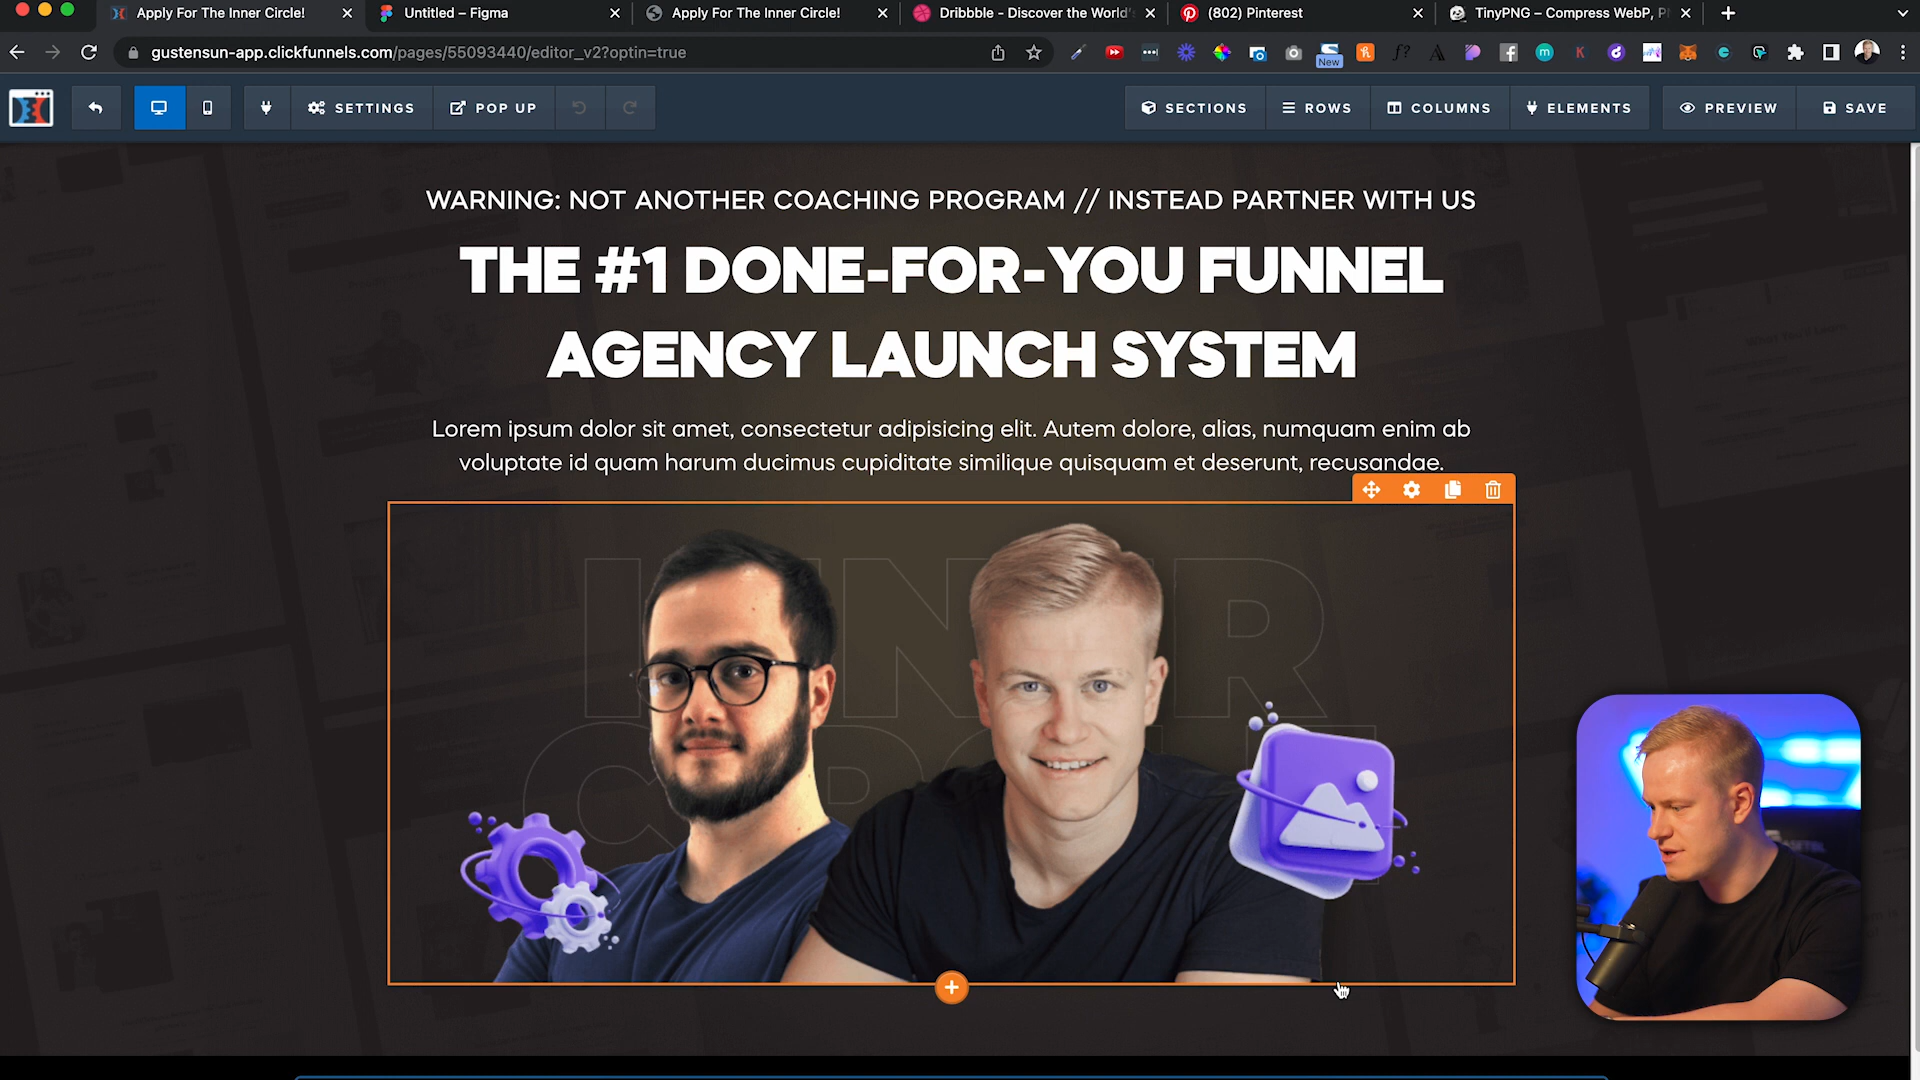 Apply For The Inner Circle!
Untitled – Figma
Apply For The Inner Circle!
Dribbble - Discover the World's
(802) Pinterest
TinyPNG – Compress WebP, P
gustensun-app.clickfunnels.com/pages/55093440/editor_v2?optin=true
New
SETTINGS
POP UP
SECTIONS
ROWS
COLUMNS
ELEMENTS
PREVIEW
SAVE
WARNING: NOT ANOTHER COACHING PROGRAM // INSTEAD PARTNER WITH US
THE #1 DONE-FOR-YOU FUNNEL
AGENCY LAUNCH SYSTEM
Lorem ipsum dolor sit amet, consectetur adipisicing elit. Autem dolore, alias, numquam enim ab
voluptate id quam harum ducimus cupiditate similique quisquam et deserunt, recusandae.